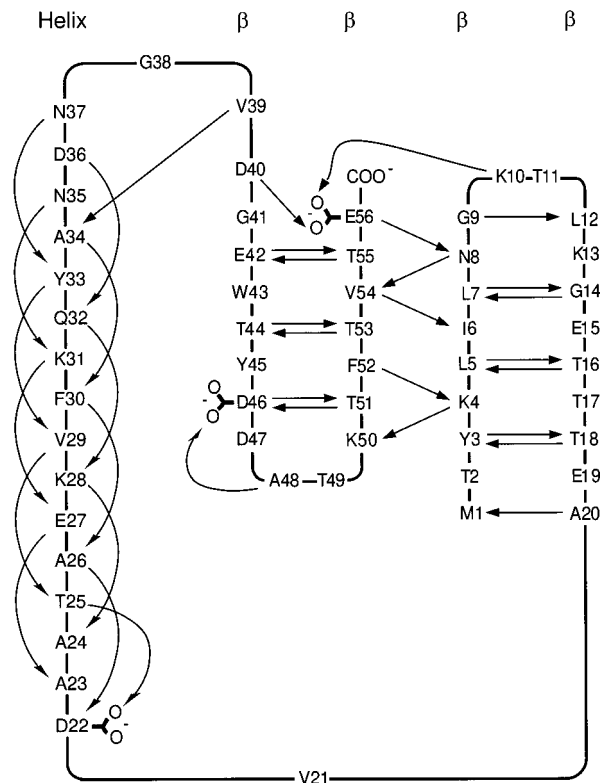 Helix β β β β
G38
N37 V39
D36 D40 COO⁻ K10 T11
N35 G41 O O⁻ E56 G9 L12
A34 E42 T55 N8 K13
Y33 W43 V54 L7 G14
Q32 T44 T53 I6 E15
K31 Y45 F52 L5 T16
F30 ⁻O O D46 T51 K4 T17
V29 D47 K50 Y3 T18
K28 A48 T49 T2 E19
E27 M1 A20
A26
T25
A24
A23
D22 O O⁻
V21